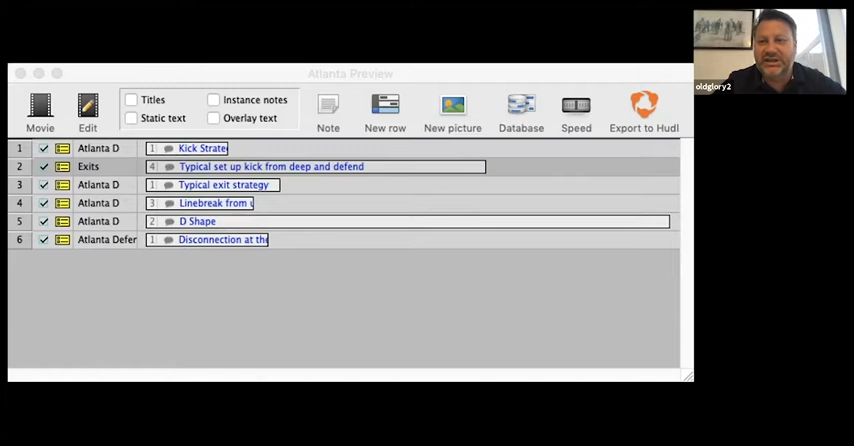 Atlanta Preview
oldglory2
Movie
Edit
Titles
Instance notes
Static text
Overlay text
Note
New row
New picture
Database
Speed
Export to Hudl
1 Atlanta D 1 Kick Strate
2 Exits 4 Typical set up kick from deep and defend
3 Atlanta D 1 Typical exit strategy
4 Atlanta D 3 Linebreak from
5 Atlanta D 2 D Shape
6 Atlanta Defer 1 Disconnection at the